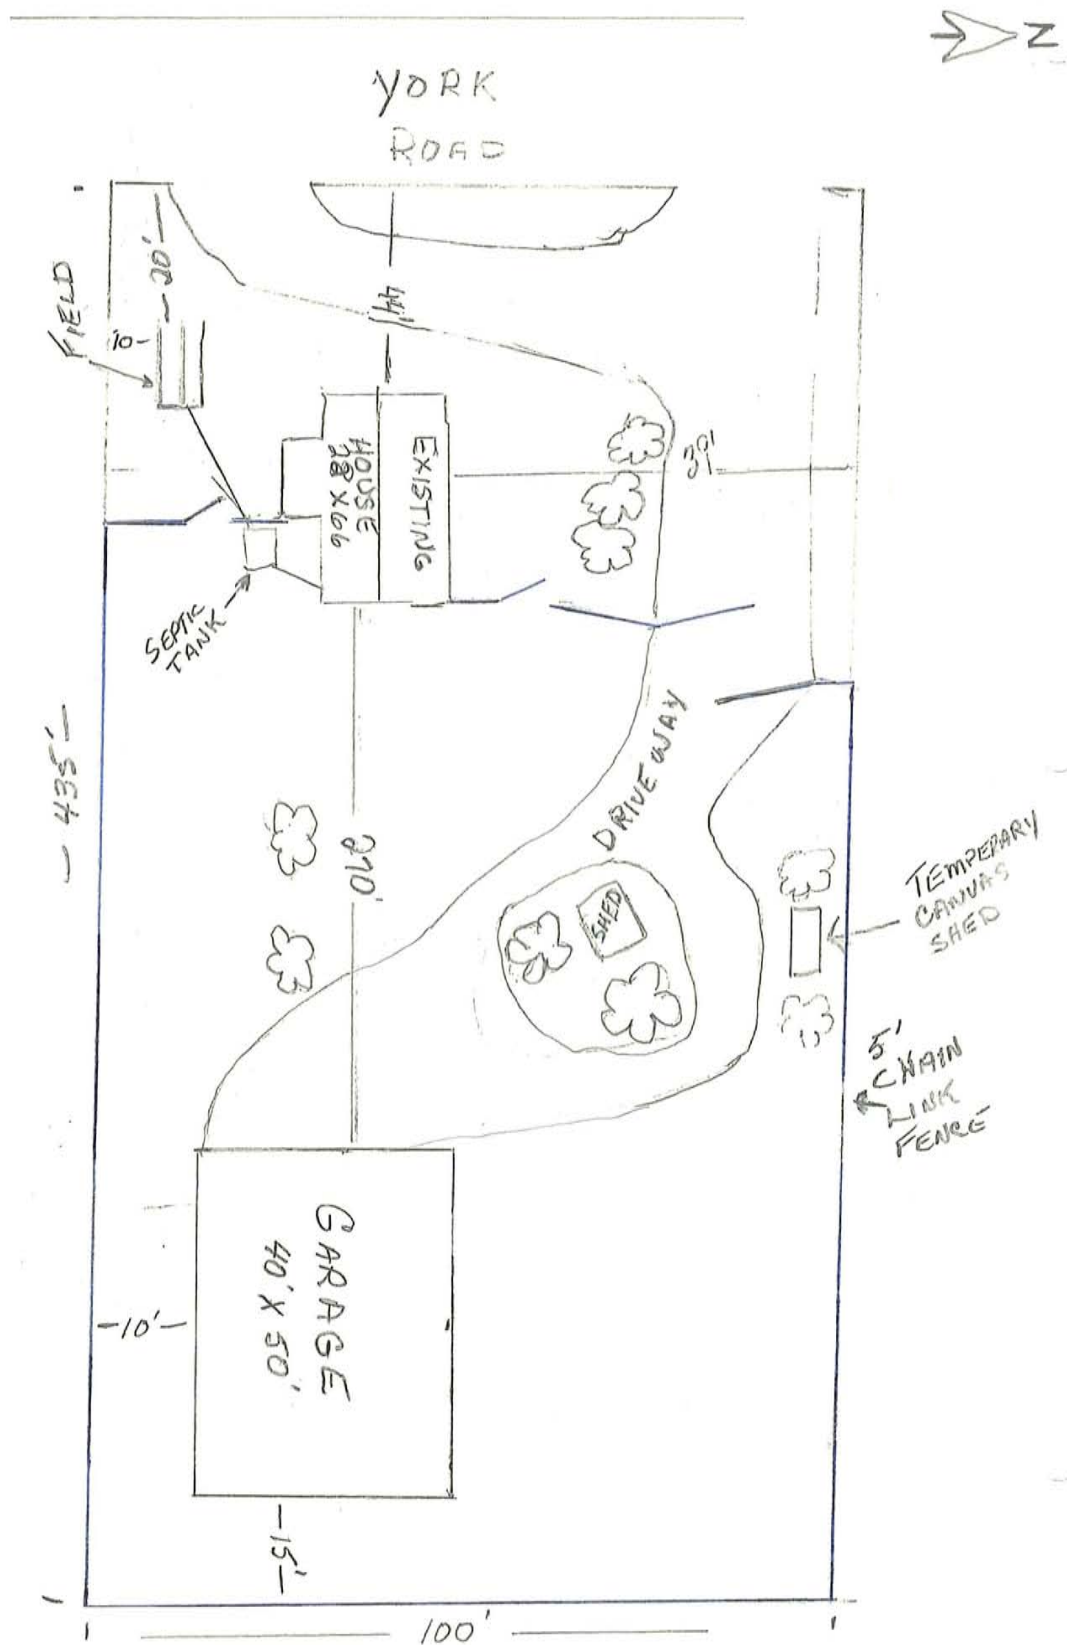 N
YORK
ROAD
20'
44'
FIELD
10
30'
EXISTING
HOUSE
28 X 66
SEPTIC
TANK
DRIVEWAY
435'
TEMPERARY
CANVAS
SHED
SHED
5'
CHAIN
LINK
FENCE
GARAGE
40' X 50'
10'
15'
100'